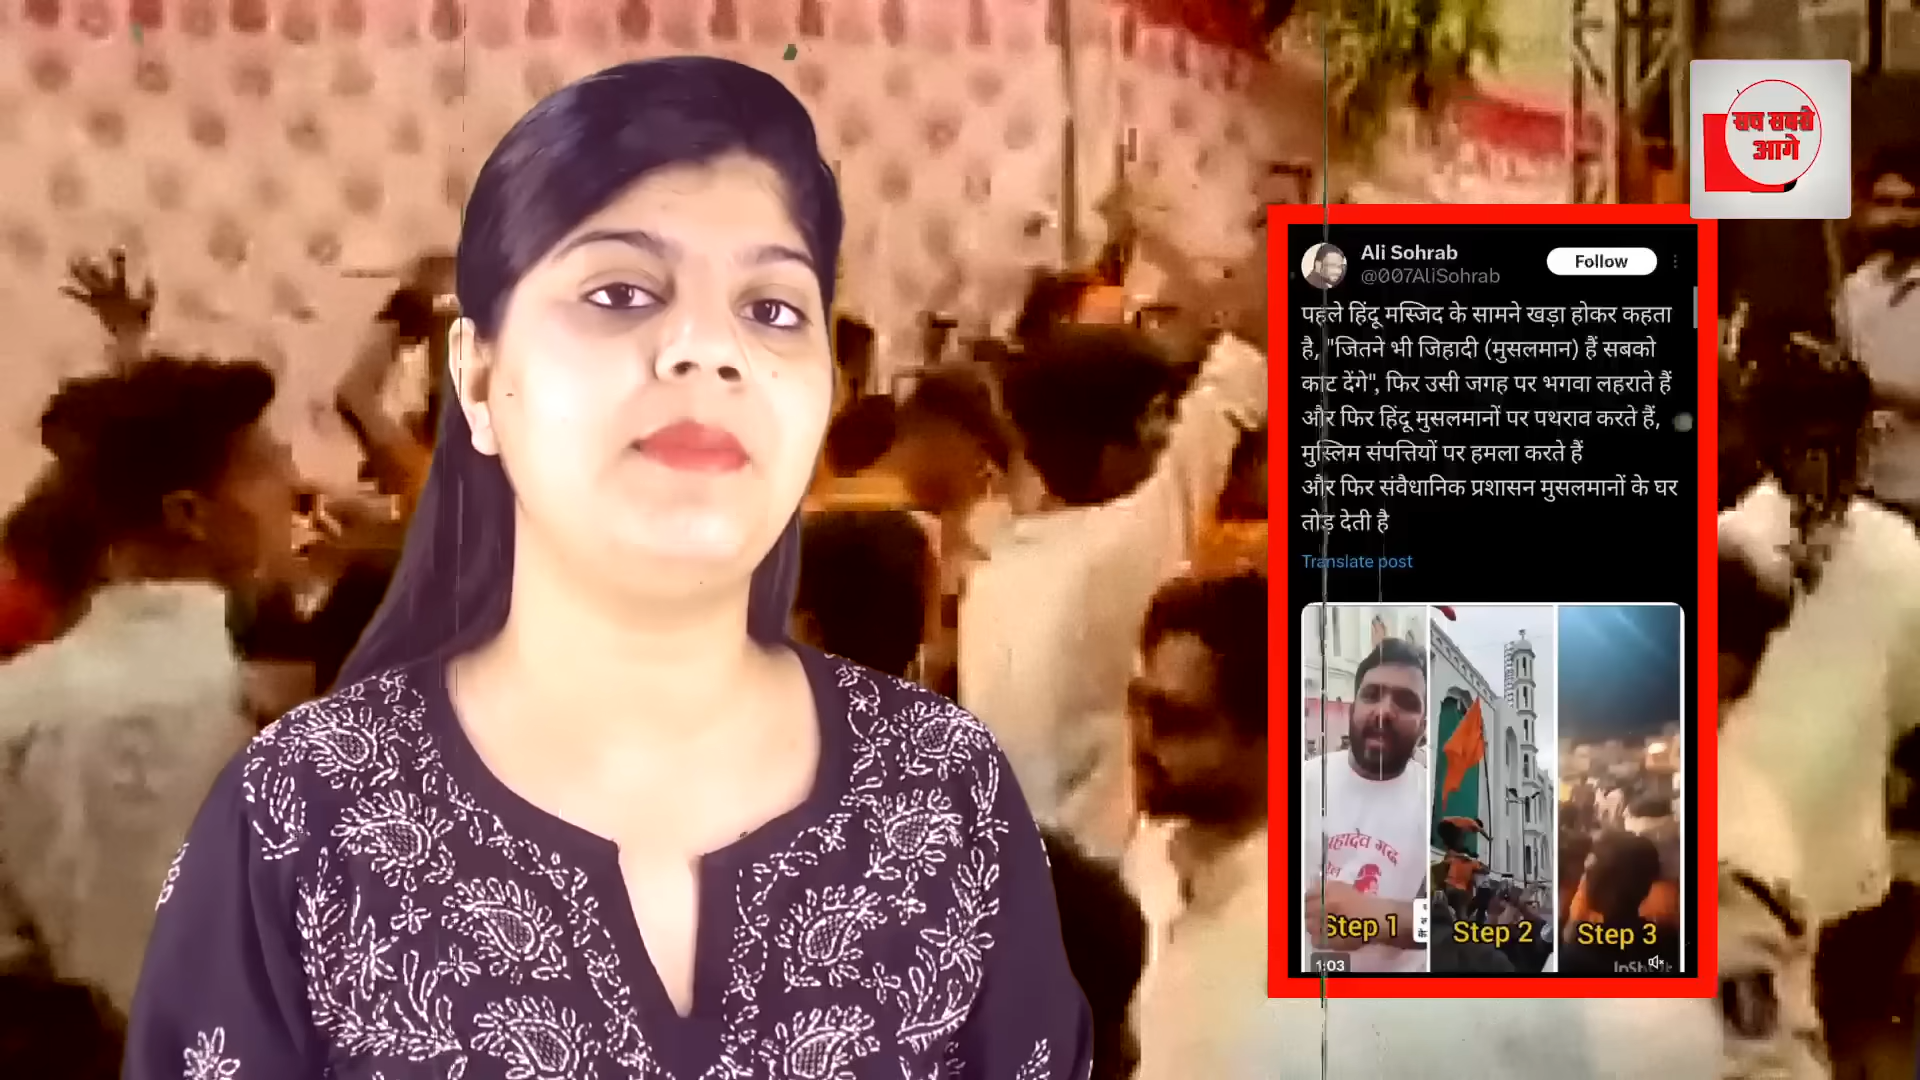 सच सबसे
आगे
Ali Sohrab
@007AliSohrab
Follow
पहले हिंदू मस्जिद के सामने खड़ा होकर कहता
है, "जितने भी जिहादी (मुसलमान) हैं सबको
काट देंगे", फिर उसी जगह पर भगवा लहराते हैं
और फिर हिंदू मुसलमानों पर पथराव करते हैं,
मुस्लिम संपत्तियों पर हमला करते हैं
और फिर संवैधानिक प्रशासन मुसलमानों के घर
तोड़ देती है
Translate post
महादेव गढ़
Step 1
Step 2
Step 3
1:03